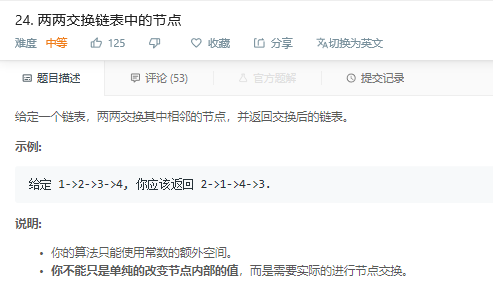 24. 两两交换链表中的节点
难度 中等 125 收藏 分享 切换为英文
题目描述 评论 (53) 官方题解 提交记录
给定一个链表，两两交换其中相邻的节点，并返回交换后的链表。
示例:
给定 1->2->3->4, 你应该返回 2->1->4->3.
说明:
• 你的算法只能使用常数的额外空间。
• 你不能只是单纯的改变节点内部的值，而是需要实际的进行节点交换。